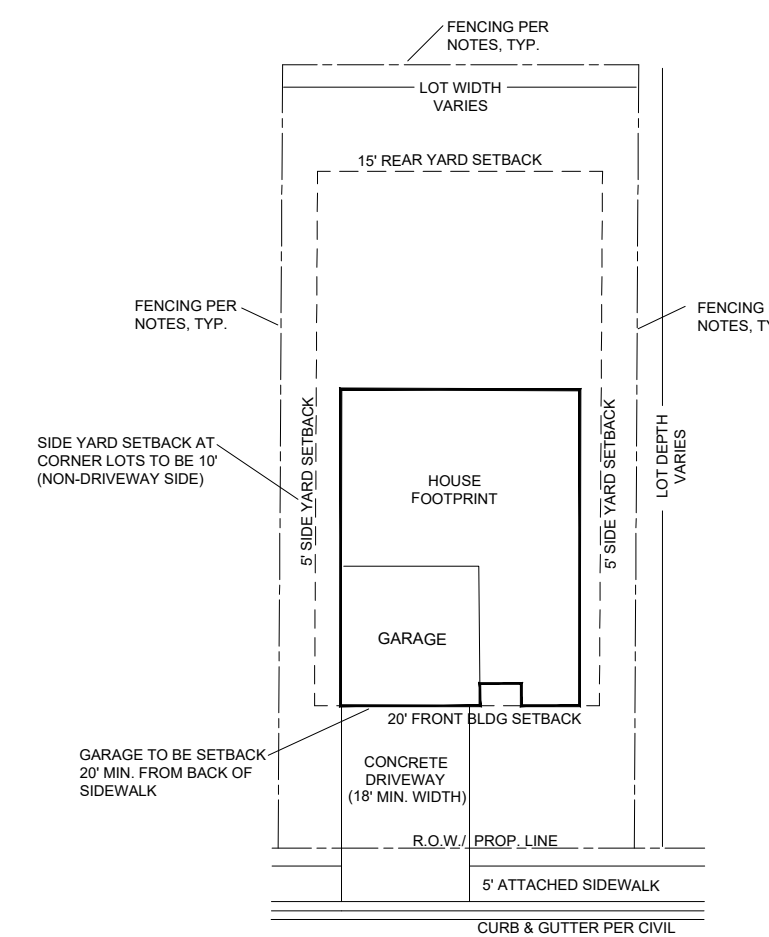 FENCING PER
NOTES, TYP.
LOT WIDTH
VARIES
15' REAR YARD SETBACK
FENCING PER
NOTES, TYP.
FENCING
NOTES, TY
SIDE YARD SETBACK AT
CORNER LOTS TO BE 10'
(NON-DRIVEWAY SIDE)
5' SIDE YARD SETBACK
HOUSE
FOOTPRINT
5' SIDE YARD SETBACK
LOT DEPTH
VARIES
GARAGE
20' FRONT BLDG SETBACK
GARAGE TO BE SETBACK
20' MIN. FROM BACK OF
SIDEWALK
CONCRETE
DRIVEWAY
(18' MIN. WIDTH)
R.O.W./ PROP. LINE
5' ATTACHED SIDEWALK
CURB & GUTTER PER CIVIL